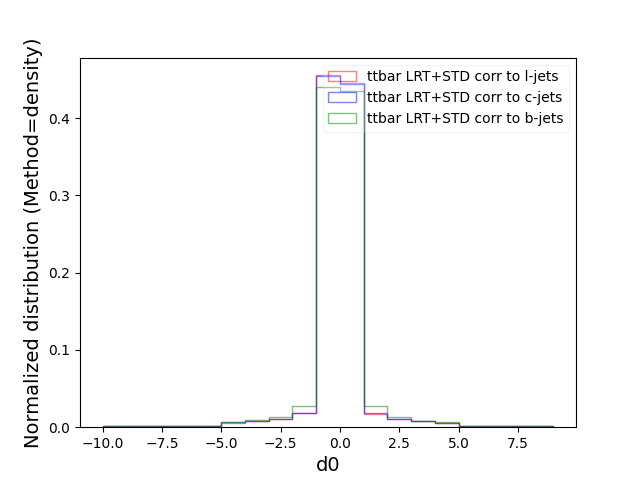 ttbar LRT+STD corr to l-jets
ttbar LRT+STD corr to c-jets
ttbar LRT+STD corr to b-jets
Normalized distribution (Method=density)
0.4
0.3
0.2
0.1
0.0
−10.0 −7.5 −5.0 −2.5 0.0 2.5 5.0 7.5
d0